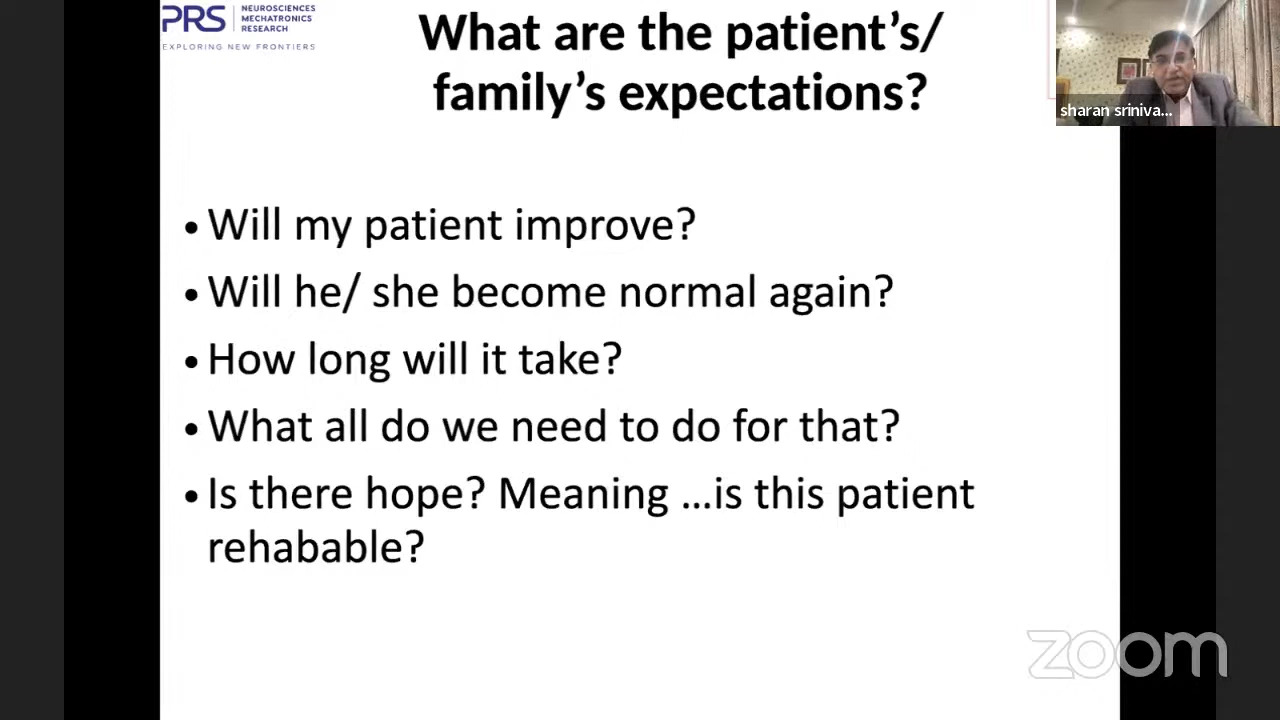 PRS
NEUROSCIENCES
MECHATRONICS
RESEARCH
EXPLORING NEW FRONTIERS
What are the patient’s/
family’s expectations?
sharan sriniva...
• Will my patient improve?
• Will he/ she become normal again?
• How long will it take?
• What all do we need to do for that?
• Is there hope? Meaning ...is this patient
rehabable?
zoom